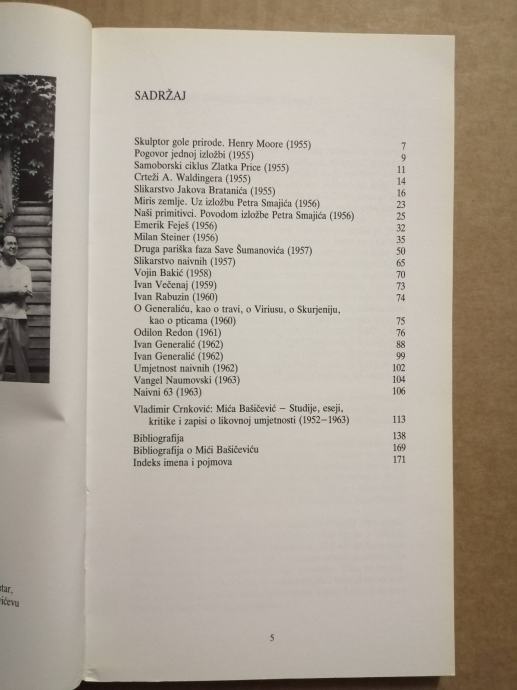 SADRŽAJ
Skulptor gole prirode. Henry Moore (1955) 7
Pogovor jednoj izložbi (1955) 9
Samoborski ciklus Zlatka Price (1955) 11
Crteži A. Waldingera (1955) 14
Slikarstvo Jakova Bratanića (1955) 16
Miris zemlje. Uz izložbu Petra Smajića (1956) 23
Naši primitivci. Povodom izložbe Petra Smajića (1956) 25
Emerik Feješ (1956) 32
Milan Steiner (1956) 35
Druga pariška faza Save Šumanovića (1957) 50
Slikarstvo naivnih (1957) 65
Vojin Bakić (1958) 70
Ivan Večenaj (1959) 73
Ivan Rabuzin (1960) 74
O Generaliću, kao o travi, o Viriusu, o Skurjeniju,
kao o pticama (1960) 75
Odilon Redon (1961) 76
Ivan Generalić (1962) 88
Ivan Generalić (1962) 99
Umjetnost naivnih (1962) 102
Vangel Naumovski (1963) 104
Naivni 63 (1963) 106
Vladimir Crnković: Mića Bašičević – Studije, eseji,
kritike i zapisi o likovnoj umjetnosti (1952–1963) 113
Bibliografija 138
Bibliografija o Mići Bašičeviću 169
Indeks imena i pojmova 171
5